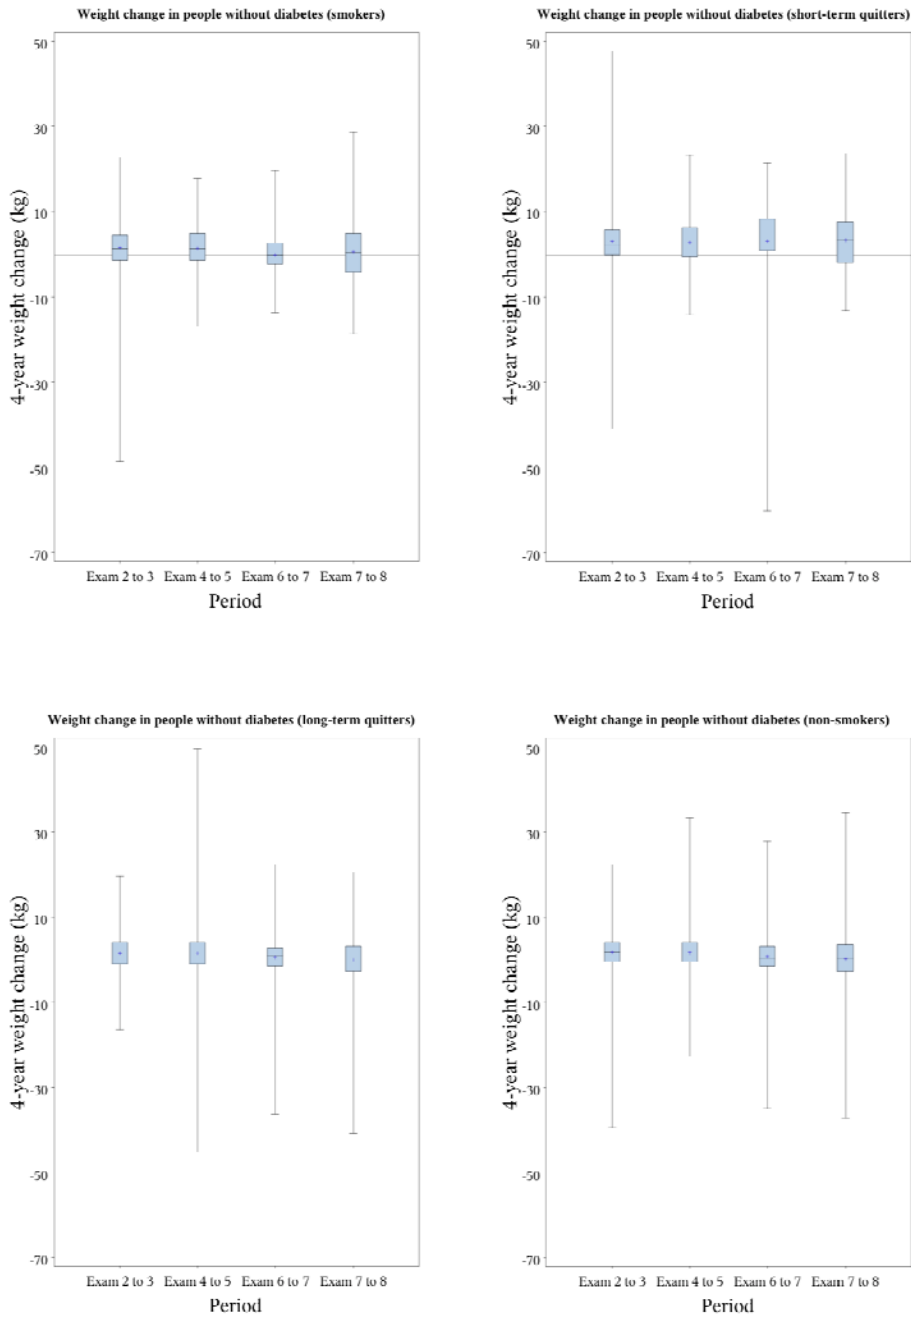 Weight change in people without diabetes (smokers)
50
30
10
-10
-30
-50
-70
4-year weight change (kg)
Exam 2 to 3 Exam 4 to 5 Exam 6 to 7 Exam 7 to 8
Period
Weight change in people without diabetes (short-term quitters)
50
30
10
-10
-30
-50
-70
4-year weight change (kg)
Exam 2 to 3 Exam 4 to 5 Exam 6 to 7 Exam 7 to 8
Period
Weight change in people without diabetes (long-term quitters)
50
30
10
-10
-30
-50
-70
4-year weight change (kg)
Exam 2 to 3 Exam 4 to 5 Exam 6 to 7 Exam 7 to 8
Period
Weight change in people without diabetes (non-smokers)
50
30
10
-10
-30
-50
-70
4-year weight change (kg)
Exam 2 to 3 Exam 4 to 5 Exam 6 to 7 Exam 7 to 8
Period